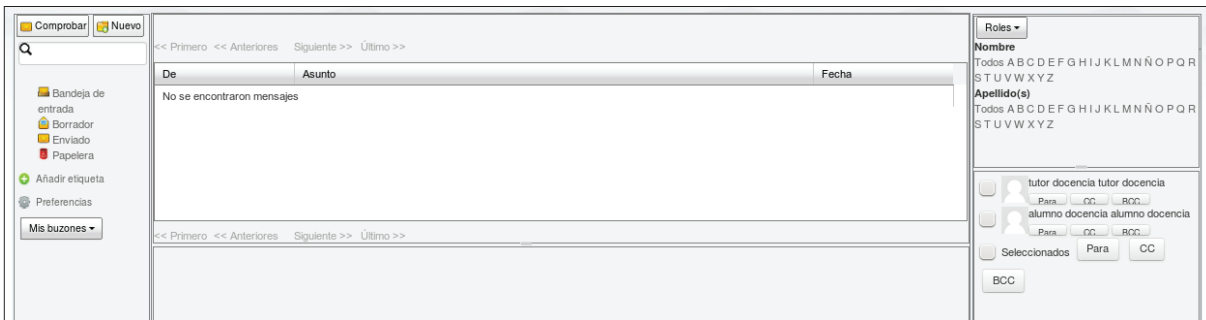 Comprobar Nuevo
Bandeja de
entrada
Borrador
Enviado
Papelera
Añadir etiqueta
Preferencias
Mis buzones
<< Primero << Anteriores Siguiente >> Último >>
De Asunto Fecha
No se encontraron mensajes
<< Primero << Anteriores Siguiente >> Último >>
Roles
Nombre
Todos A B C D E F G H I J K L M N Ñ O P Q R
S T U V W X Y Z
Apellido(s)
Todos A B C D E F G H I J K L M N Ñ O P Q R
S T U V W X Y Z
tutor docencia tutor docencia
Para CC BCC
alumno docencia alumno docencia
Para CC BCC
Seleccionados Para CC
BCC